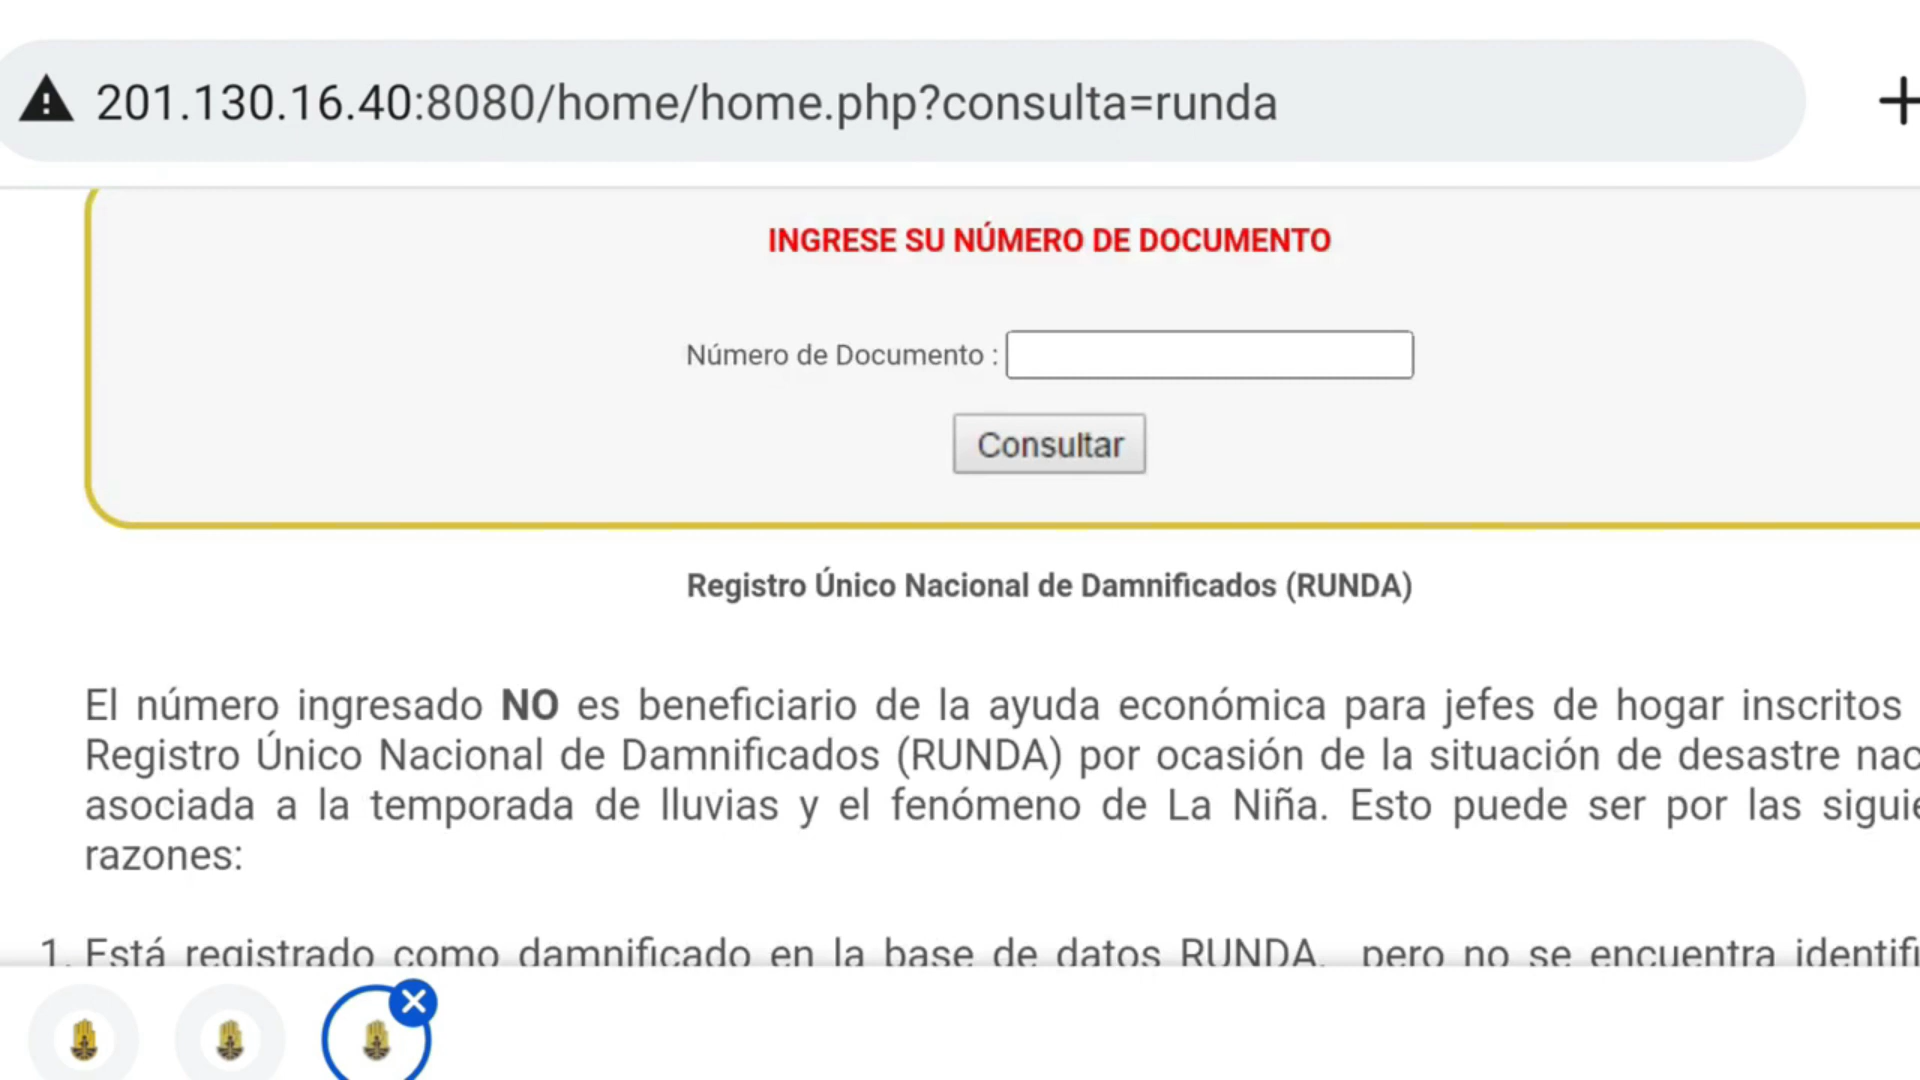 201.130.16.40:8080/home/home.php?consulta=runda
INGRESE SU NÚMERO DE DOCUMENTO
Número de Documento :
Consultar
Registro Único Nacional de Damnificados (RUNDA)
El número ingresado NO es beneficiario de la ayuda económica para jefes de hogar inscritos
Registro Único Nacional de Damnificados (RUNDA) por ocasión de la situación de desastre nac
asociada a la temporada de lluvias y el fenómeno de La Niña. Esto puede ser por las siguie
razones:
1. Está registrado como damnificado en la base de datos RUNDA, pero no se encuentra identifi